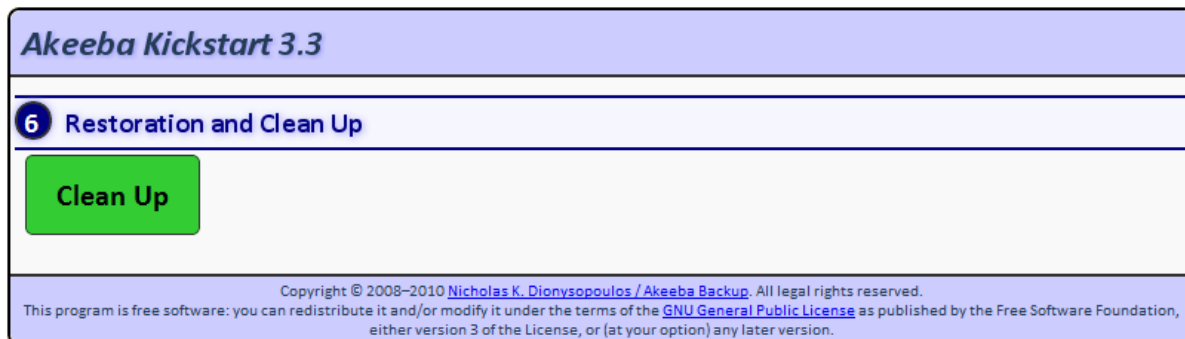 Akeeba Kickstart 3.3
6 Restoration and Clean Up
Clean Up
Copyright © 2008–2010 Nicholas K. Dionysopoulos / Akeeba Backup. All legal rights reserved.
This program is free software: you can redistribute it and/or modify it under the terms of the GNU General Public License as published by the Free Software Foundation,
either version 3 of the License, or (at your option) any later version.